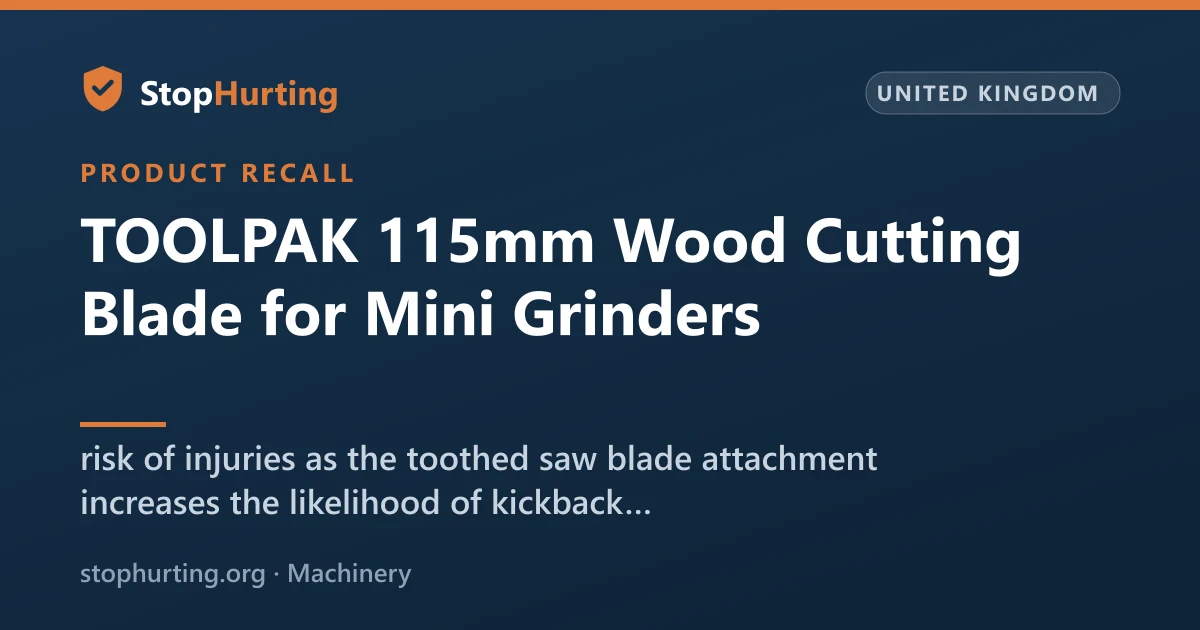 StopHurting
UNITED KINGDOM
PRODUCT RECALL
TOOLPAK 115mm Wood Cutting
Blade for Mini Grinders
risk of injuries as the toothed saw blade attachment
increases the likelihood of kickback...
stophurting.org · Machinery